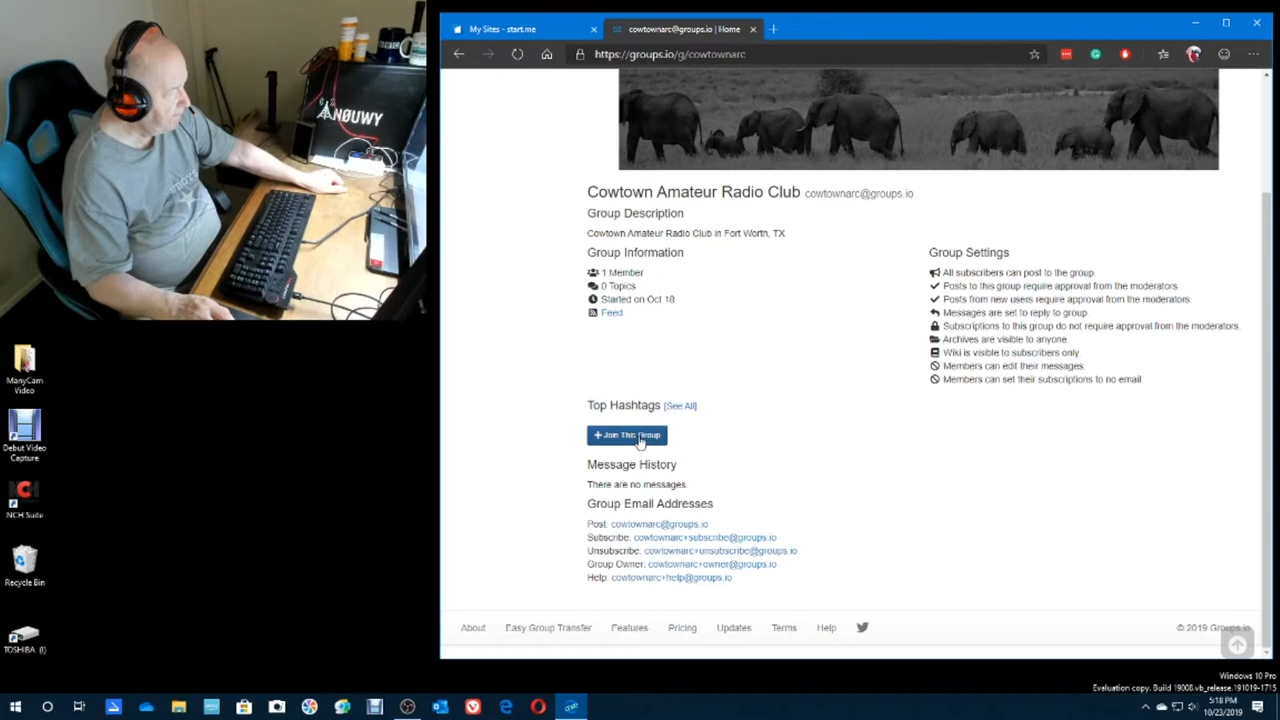 NØUWY
My Sites - start.me
cowtownarc@groups.io | Home
https://groups.io/g/cowtownarc
Cowtown Amateur Radio Club cowtownarc@groups.io
Group Description
Cowtown Amateur Radio Club in Fort Worth, TX
Group Information
1 Member
0 Topics
Started on Oct 18
Feed
Group Settings
All subscribers can post to the group.
Posts to this group require approval from the moderators.
Posts from new users require approval from the moderators.
Messages are set to reply to group.
Subscriptions to this group do not require approval from the moderators.
Archives are visible to anyone.
Wiki is visible to subscribers only.
Members can edit their messages.
Members can set their subscriptions to no email.
Top Hashtags [See All]
+ Join This Group
Message History
There are no messages.
Group Email Addresses
Post: cowtownarc@groups.io
Subscribe: cowtownarc+subscribe@groups.io
Unsubscribe: cowtownarc+unsubscribe@groups.io
Group Owner: cowtownarc+owner@groups.io
Help: cowtownarc+help@groups.io
About Easy Group Transfer Features Pricing Updates Terms Help
© 2019 Groups.io
ManyCam
Video
Debut Video
Capture
NCH Suite
Recycle Bin
TOSHIBA (I)
Windows 10 Pro
Evaluation copy. Build 19008.vb_release.191019-1715
5:18 PM
10/23/2019